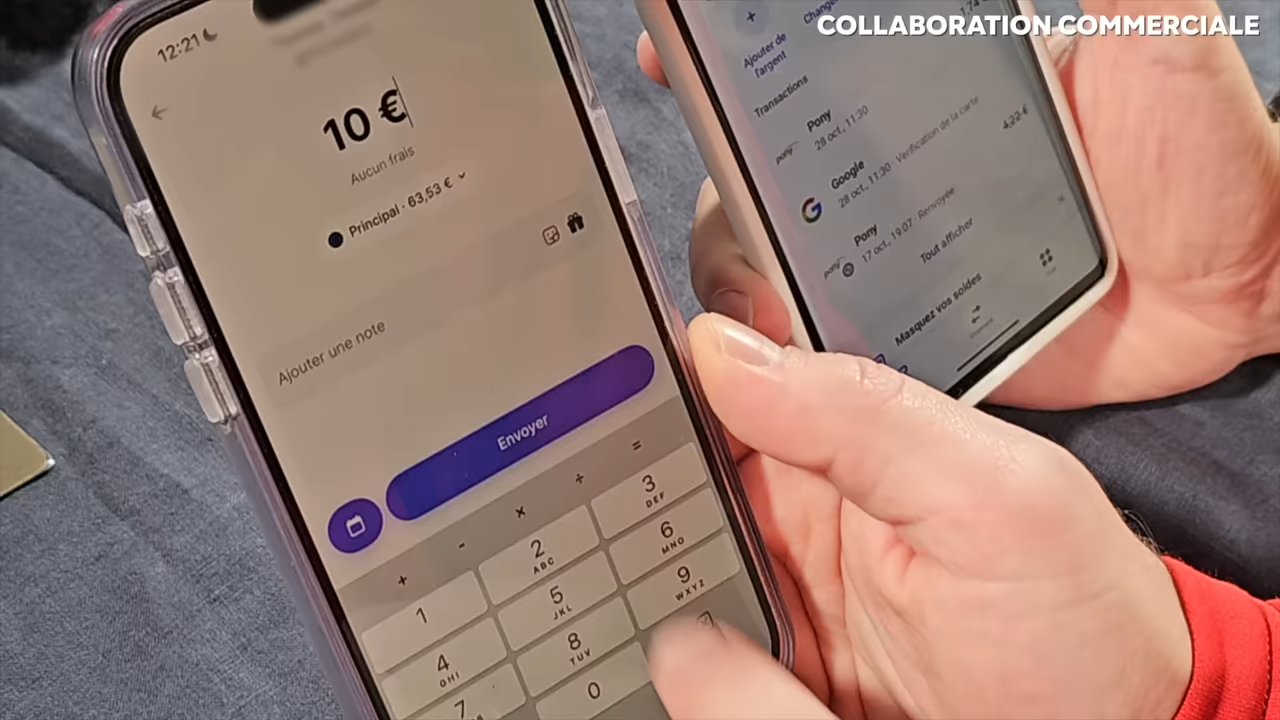 COLLABORATION COMMERCIALE
12:21
10 €
Aucun frais
Principal · 63,53 €
Ajouter une note
Envoyer
+ - × ÷ =
1
2 ABC
3 DEF
4 GHI
5 JKL
6 MNO
7
8 TUV
9 WXYZ
0
Ajouter de
l'argent
Transactions
Pony
28 oct., 11:30
pony
Google
28 oct., 11:30 · Vérification de la carte
4,22 €
G
Pony
17 oct., 19:07 · Renvoyée
pony
Tout afficher
Masquez vos soldes